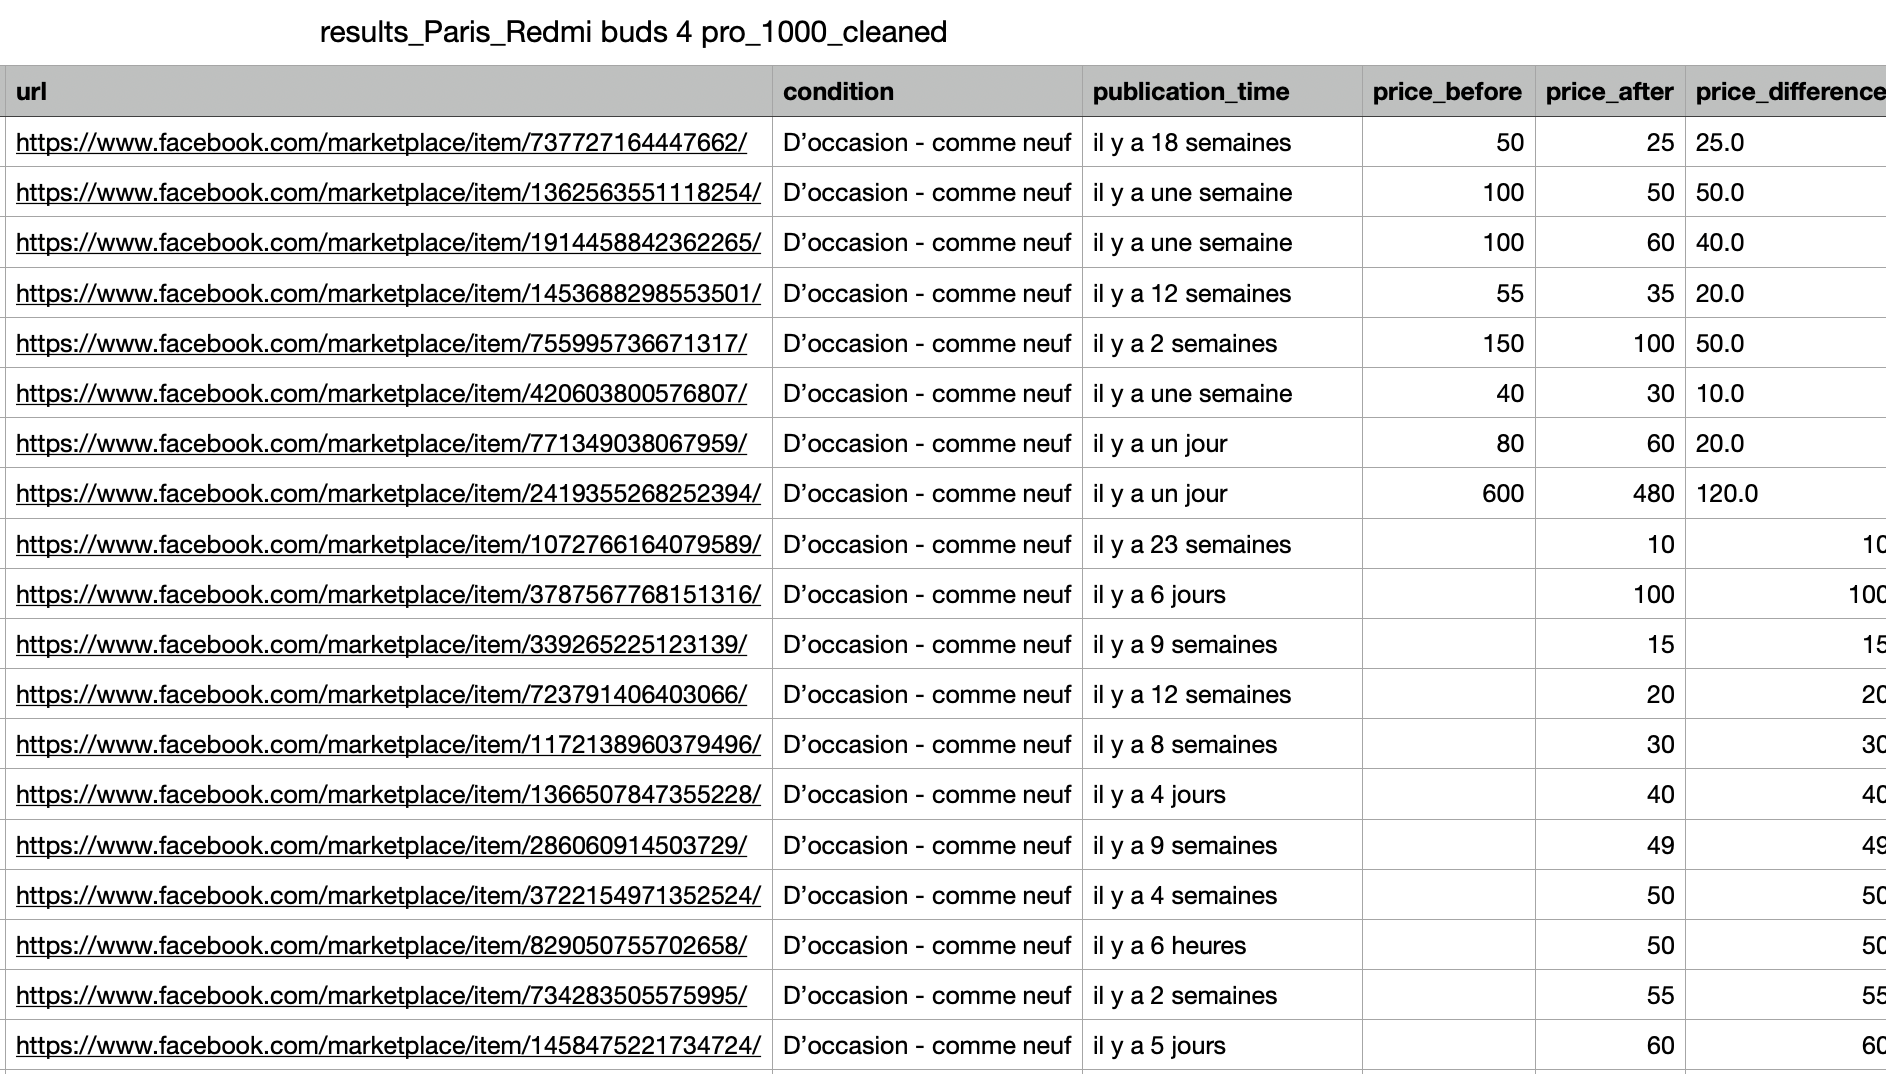 results_Paris_Redmi buds 4 pro_1000_cleaned
url condition publication_time price_before price_after price_difference
https://www.facebook.com/marketplace/item/737727164447662/ D’occasion - comme neuf il y a 18 semaines 50 25 25.0
https://www.facebook.com/marketplace/item/1362563551118254/ D’occasion - comme neuf il y a une semaine 100 50 50.0
https://www.facebook.com/marketplace/item/1914458842362265/ D’occasion - comme neuf il y a une semaine 100 60 40.0
https://www.facebook.com/marketplace/item/1453688298553501/ D’occasion - comme neuf il y a 12 semaines 55 35 20.0
https://www.facebook.com/marketplace/item/755995736671317/ D’occasion - comme neuf il y a 2 semaines 150 100 50.0
https://www.facebook.com/marketplace/item/420603800576807/ D’occasion - comme neuf il y a une semaine 40 30 10.0
https://www.facebook.com/marketplace/item/771349038067959/ D’occasion - comme neuf il y a un jour 80 60 20.0
https://www.facebook.com/marketplace/item/2419355268252394/ D’occasion - comme neuf il y a un jour 600 480 120.0
https://www.facebook.com/marketplace/item/1072766164079589/ D’occasion - comme neuf il y a 23 semaines 10 10
https://www.facebook.com/marketplace/item/3787567768151316/ D’occasion - comme neuf il y a 6 jours 100 100
https://www.facebook.com/marketplace/item/339265225123139/ D’occasion - comme neuf il y a 9 semaines 15 15
https://www.facebook.com/marketplace/item/723791406403066/ D’occasion - comme neuf il y a 12 semaines 20 20
https://www.facebook.com/marketplace/item/1172138960379496/ D’occasion - comme neuf il y a 8 semaines 30 30
https://www.facebook.com/marketplace/item/1366507847355228/ D’occasion - comme neuf il y a 4 jours 40 40
https://www.facebook.com/marketplace/item/286060914503729/ D’occasion - comme neuf il y a 9 semaines 49 49
https://www.facebook.com/marketplace/item/3722154971352524/ D’occasion - comme neuf il y a 4 semaines 50 50
https://www.facebook.com/marketplace/item/829050755702658/ D’occasion - comme neuf il y a 6 heures 50 50
https://www.facebook.com/marketplace/item/734283505575995/ D’occasion - comme neuf il y a 2 semaines 55 55
https://www.facebook.com/marketplace/item/1458475221734724/ D’occasion - comme neuf il y a 5 jours 60 60